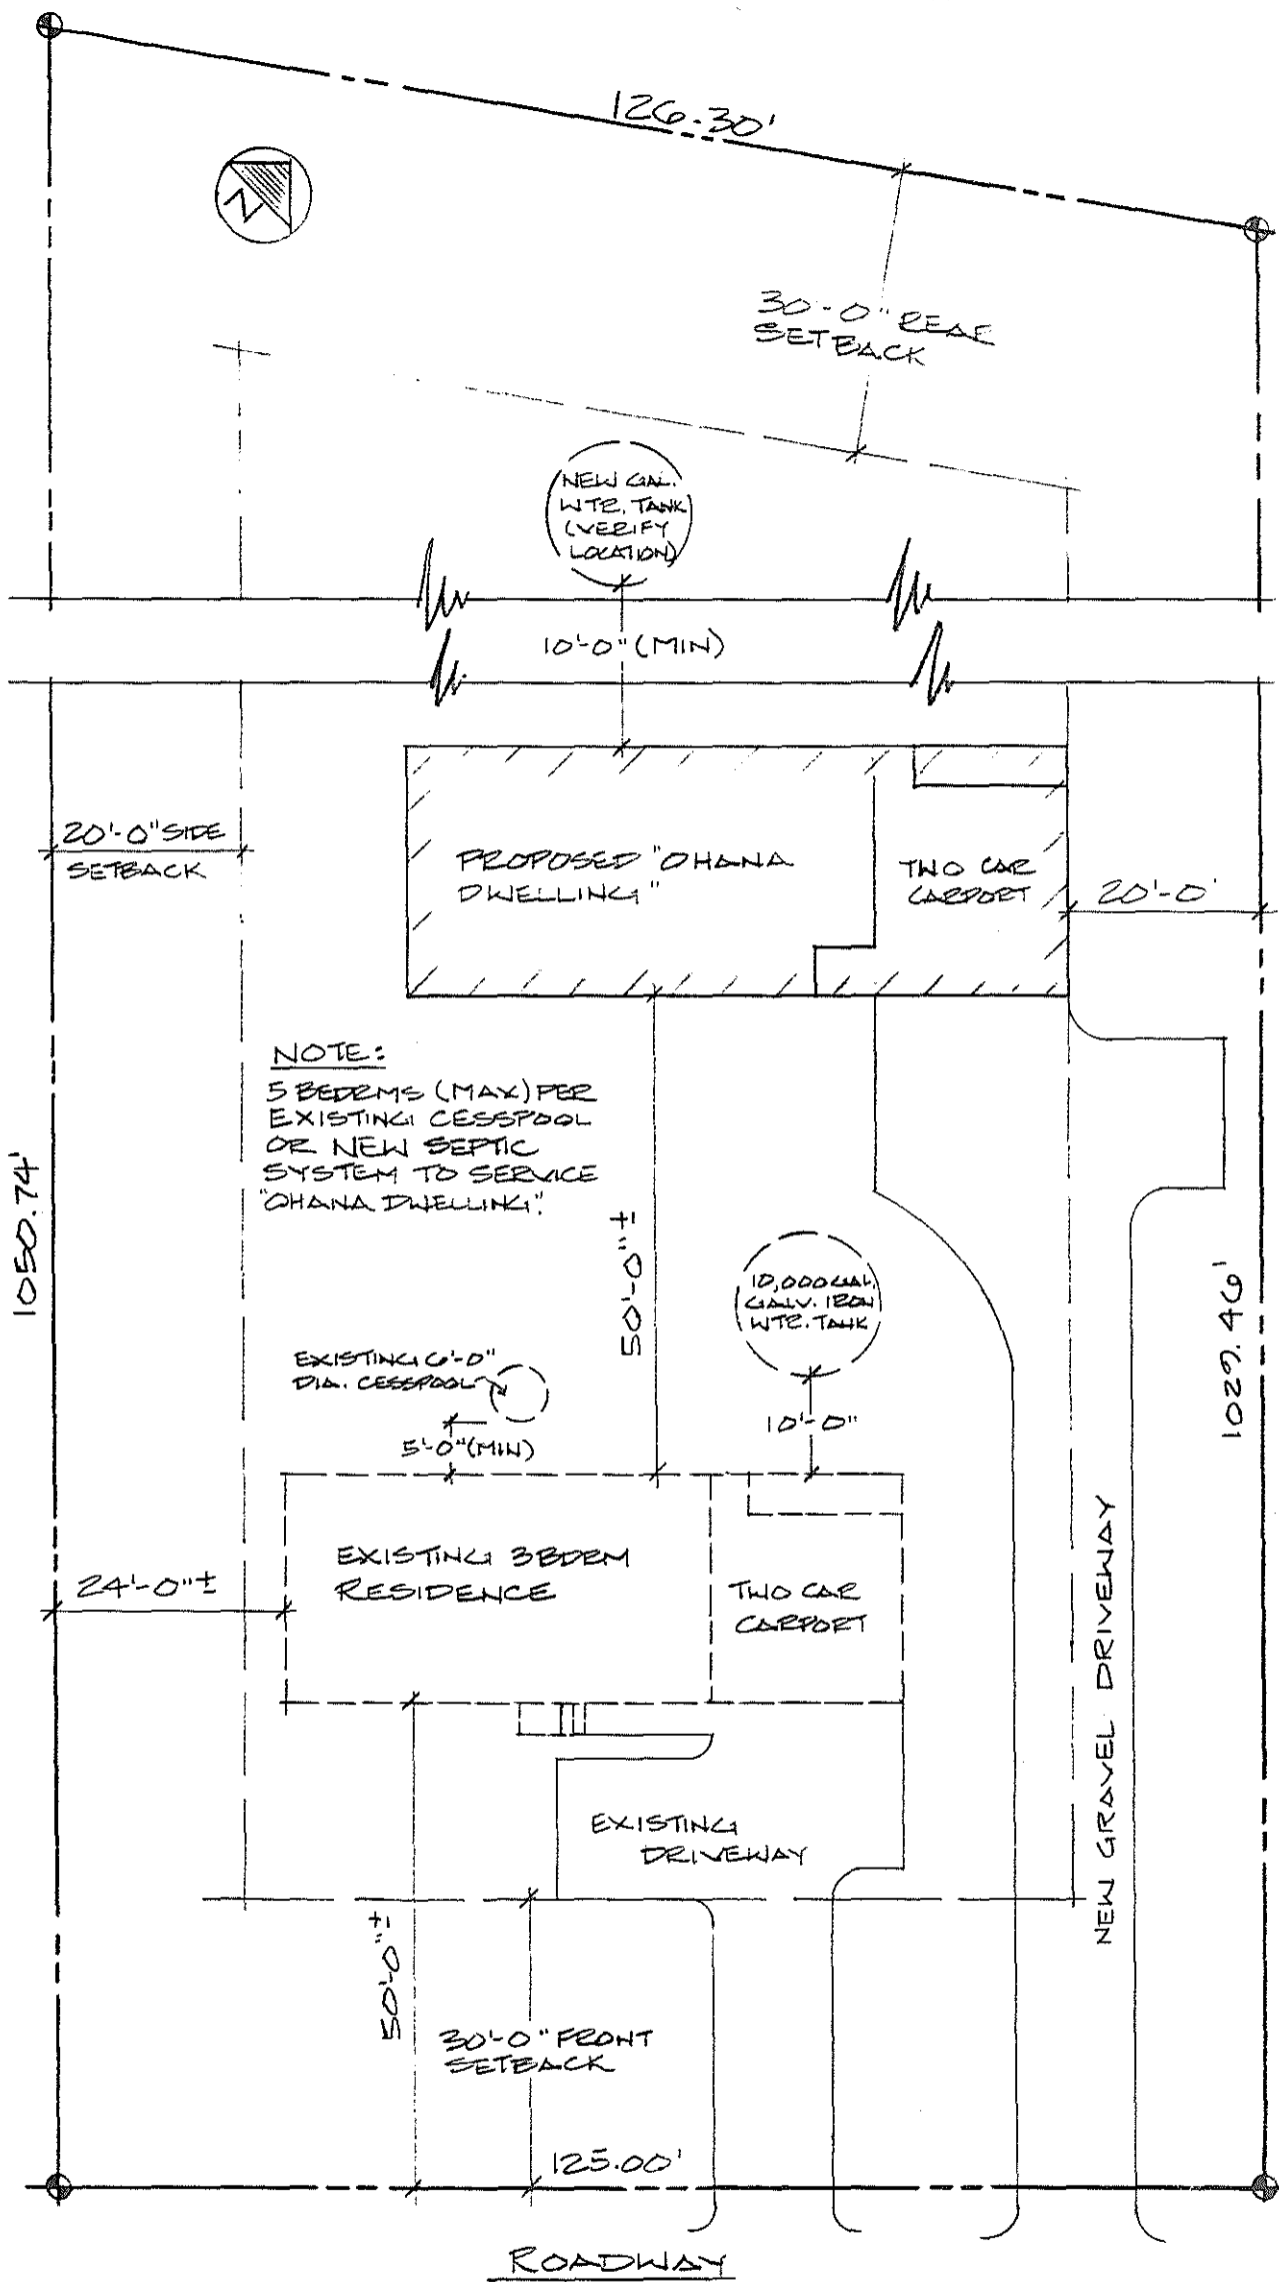 126.30'
N
30'-0" REAR
SETBACK
NEW GAL.
WTR. TANK
(VERIFY
LOCATION)
10'-0" (MIN)
20'-0" SIDE
SETBACK
PROPOSED "OHANA
DWELLING"
TWO CAR
CARPORT
20'-0'
NOTE:
5 BEDRMS (MAX) PER
EXISTING CESSPOOL
OR NEW SEPTIC
SYSTEM TO SERVICE
"OHANA DWELLING".
1050.74'
50'-0"±
10,000 GAL.
GALV. IRON
WTR. TANK
1029.46'
EXISTING 6'-0"
DIA. CESSPOOL
5'-0" (MIN)
10'-0"
EXISTING 3 BDRM
RESIDENCE
24'-0"±
TWO CAR
CARPORT
NEW GRAVEL DRIVEWAY
EXISTING
DRIVEWAY
50'-0"±
30'-0" FRONT
SETBACK
125.00'
ROADWAY